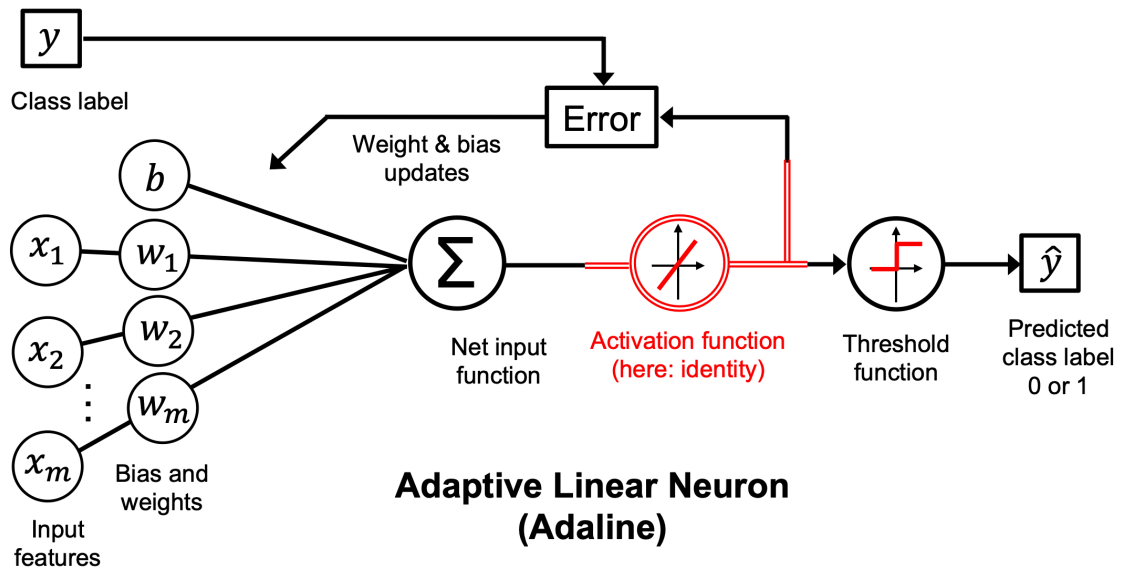 y
Class label
Error
Weight & bias
updates
b
x₁
w₁
x₂
w₂
⋮
xₘ
wₘ
Σ
ŷ
Net input
function
Activation function
(here: identity)
Threshold
function
Predicted
class label
0 or 1
Bias and
weights
Input
features
Adaptive Linear Neuron
(Adaline)